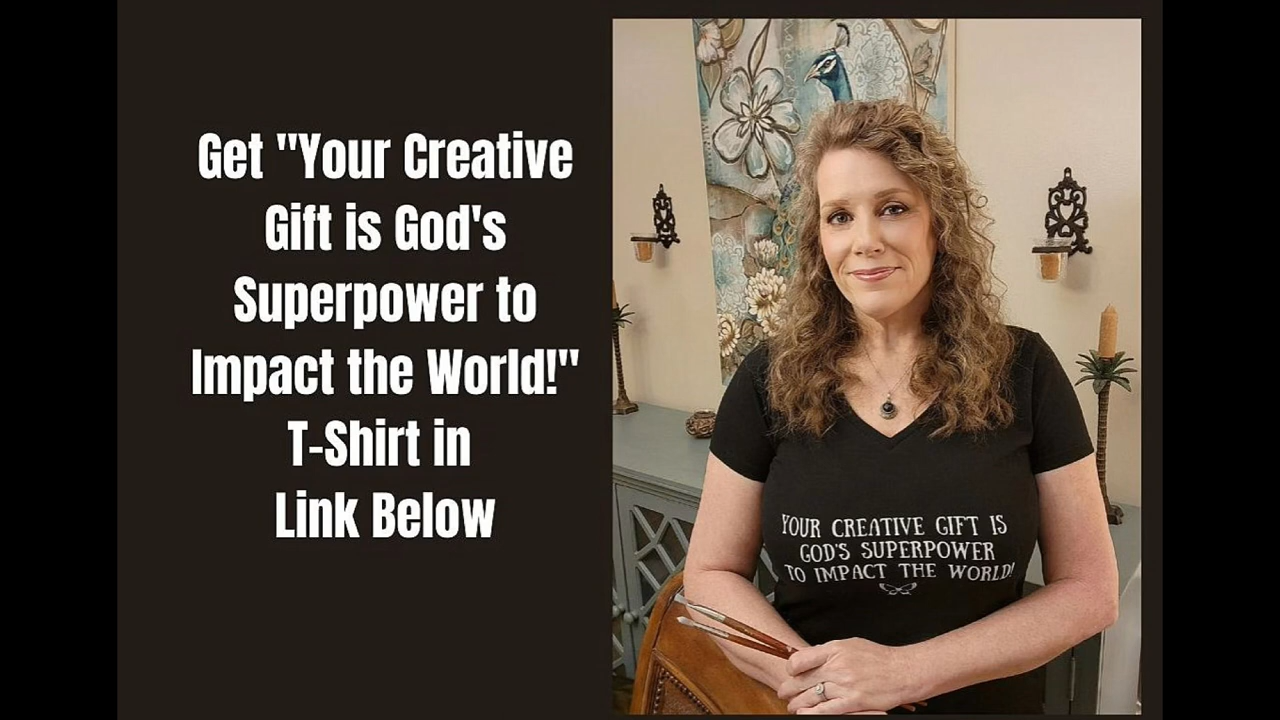 Get "Your Creative
Gift is God's
Superpower to
Impact the World!"
T-Shirt in
Link Below
YOUR CREATIVE GIFT IS
GOD'S SUPERPOWER
TO IMPACT THE WORLD!